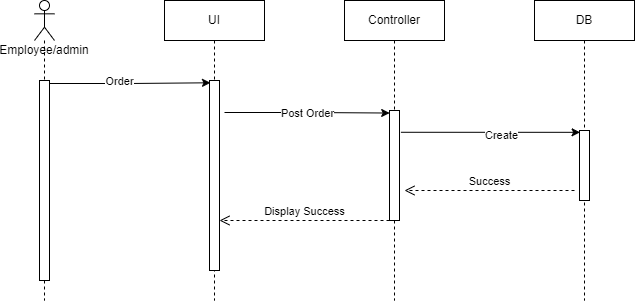 UI
Controller
DB
Employee/admin
Order
Post Order
Create
Success
Display Success